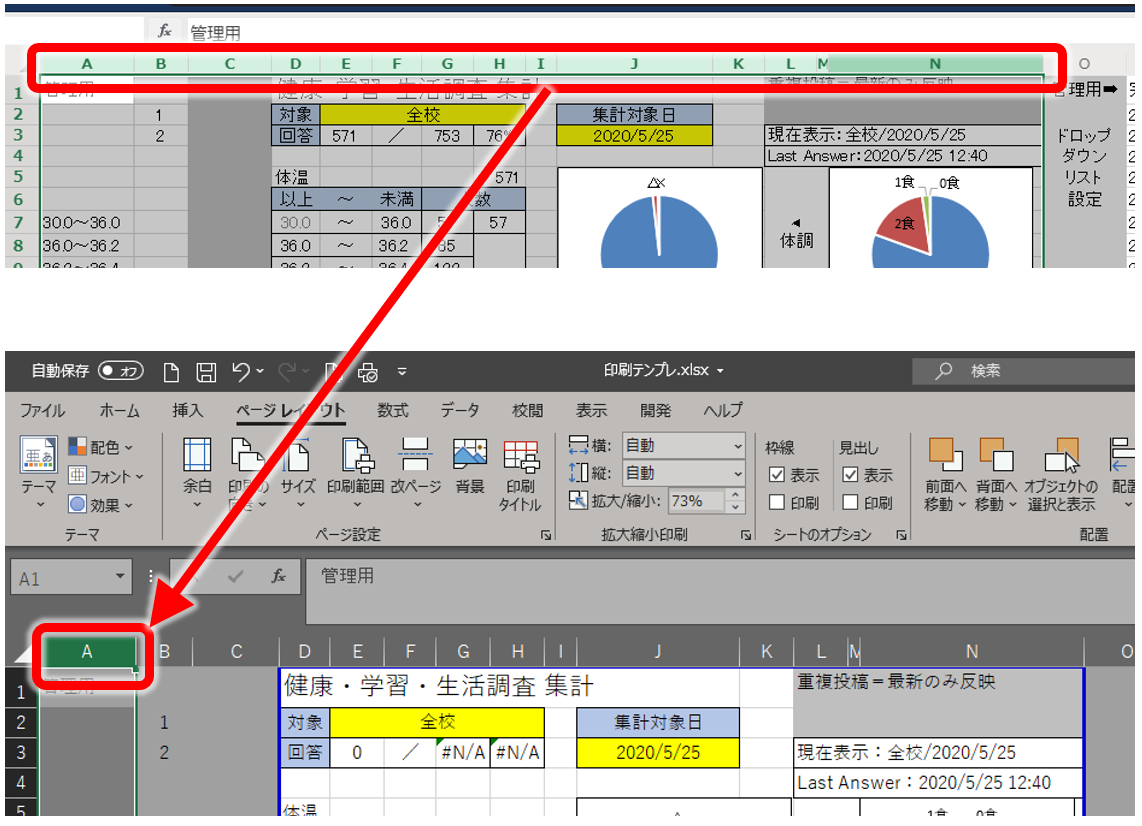 fx 管理用
A B C D E F G H I J K L M N O
1 管理用 健康・学習・生活調査 集計 重複投稿=最新のみ反映 管理用➡
2 1 対象 全校 集計対象日
3 2 回答 571 ／ 753 76% 2020/5/25 現在表示：全校/2020/5/25 ドロップ
4 Last Answer：2020/5/25 12:40 ダウン
5 体温 571 △× 1食 0食 リスト
6 以上 ～ 未満 数 設定
7 30.0～36.0 30.0 ～ 36.0 57 ◀ 2食
8 36.0～36.2 36.0 ～ 36.2 体調
自動保存 オフ 印刷テンプレ.xlsx 検索
ファイル ホーム 挿入 ページ レイアウト 数式 データ 校閲 表示 開発 ヘルプ
亜あ 配色 横: 自動 枠線 見出し
亜 フォント 縦: 自動 表示 表示
テーマ 効果 余白 印刷の サイズ 印刷範囲 改ページ 背景 印刷 拡大/縮小: 73% 印刷 印刷 前面へ 背面へ オブジェクトの 配置
向き タイトル 移動 移動 選択と表示
テーマ ページ設定 拡大縮小印刷 シートのオプション 配置
A1 fx 管理用
A B C D E F G H I J K L M N O
1 管理用 健康・学習・生活調査 集計 重複投稿＝最新のみ反映
2 1 対象 全校 集計対象日
3 2 回答 0 ／ #N/A #N/A 2020/5/25 現在表示：全校/2020/5/25
4 Last Answer：2020/5/25 12:40
5 体温 1食 0食